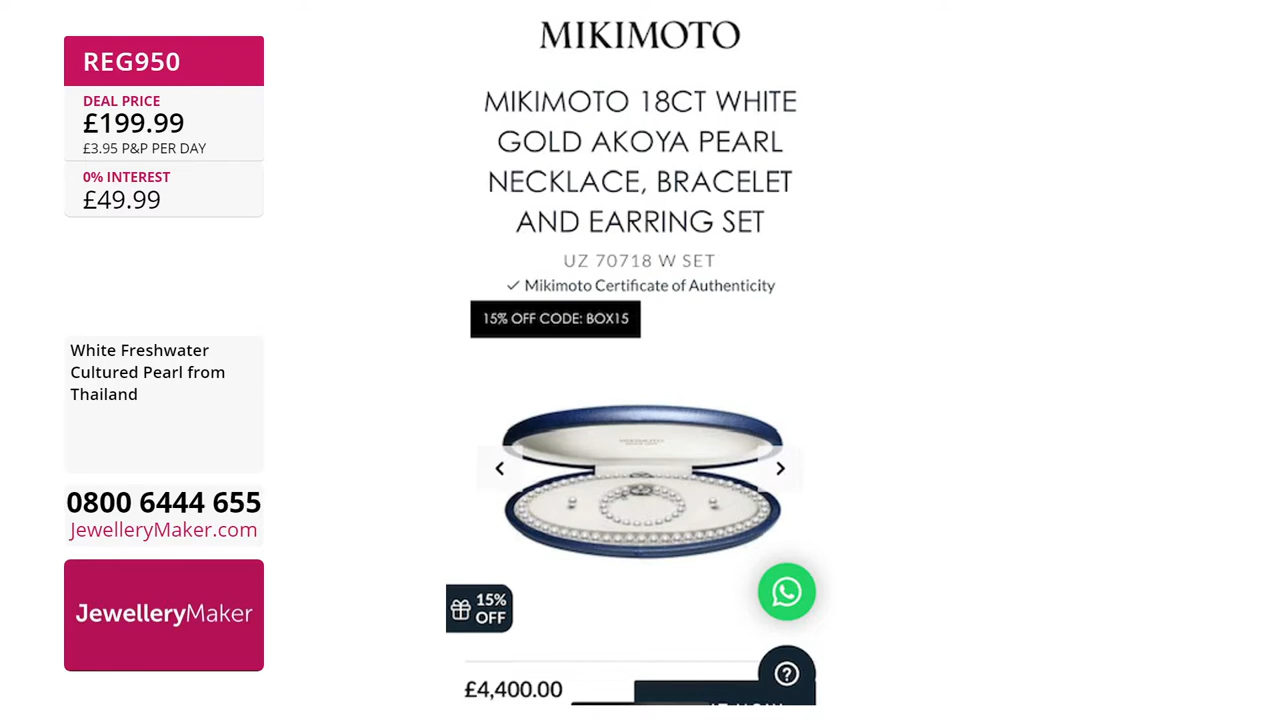 REG950
DEAL PRICE
£199.99
£3.95 P&P PER DAY
0% INTEREST
£49.99
White Freshwater
Cultured Pearl from
Thailand
0800 6444 655
JewelleryMaker.com
JewelleryMaker
MIKIMOTO
MIKIMOTO 18CT WHITE
GOLD AKOYA PEARL
NECKLACE, BRACELET
AND EARRING SET
UZ 70718 W SET
✓ Mikimoto Certificate of Authenticity
15% OFF CODE: BOX15
15%
OFF
£4,400.00